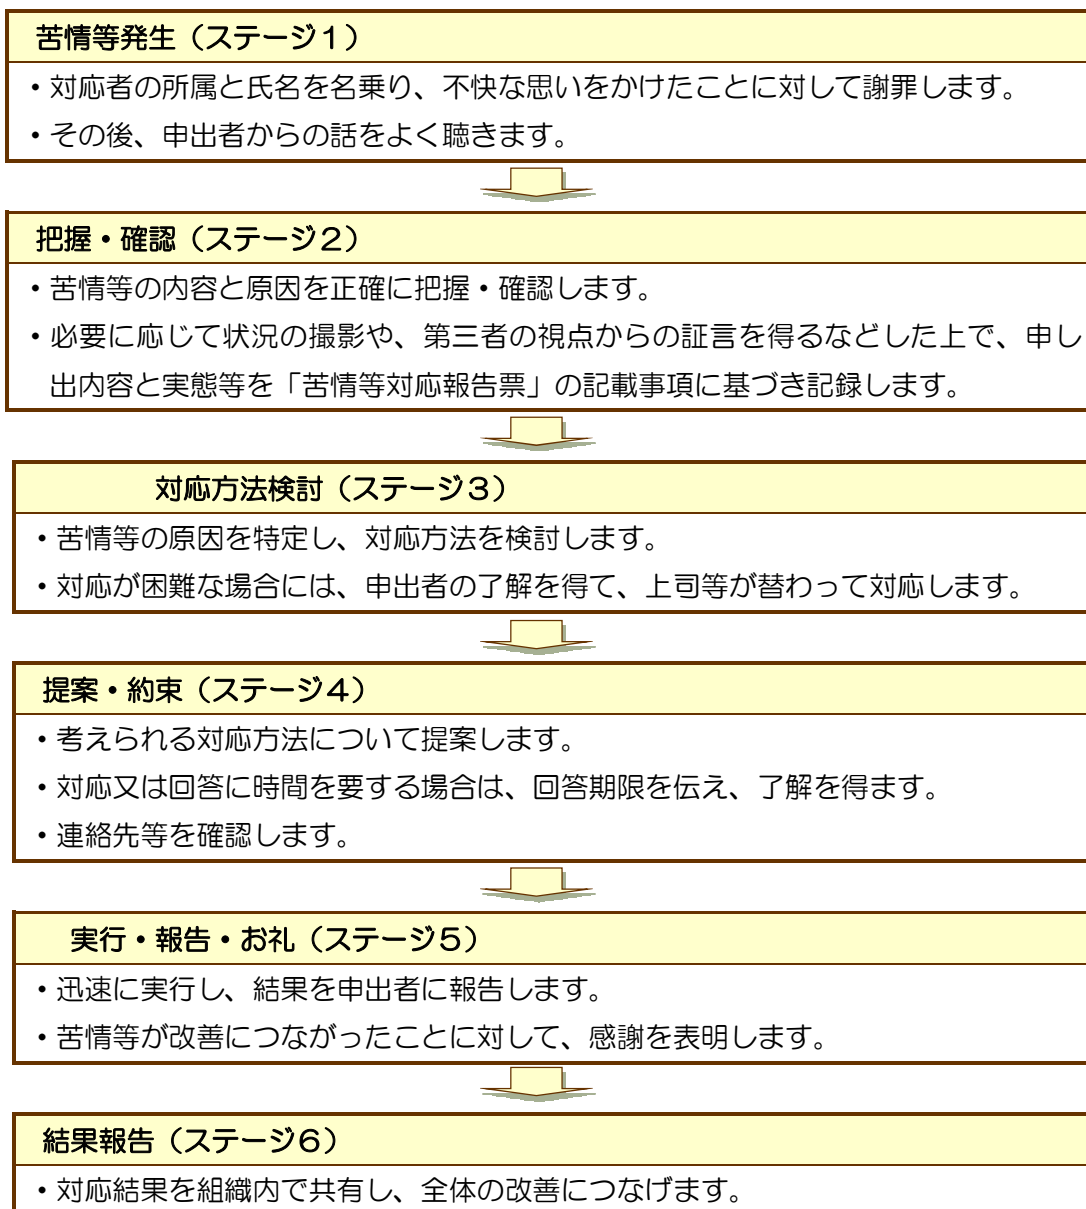 苦情等発生（ステージ１）
・対応者の所属と氏名を名乗り、不快な思いをかけたことに対して謝罪します。
・その後、申出者からの話をよく聴きます。
把握・確認（ステージ２）
・苦情等の内容と原因を正確に把握・確認します。
・必要に応じて状況の撮影や、第三者の視点からの証言を得るなどした上で、申し
出内容と実態等を「苦情等対応報告票」の記載事項に基づき記録します。
対応方法検討（ステージ３）
・苦情等の原因を特定し、対応方法を検討します。
・対応が困難な場合には、申出者の了解を得て、上司等が替わって対応します。
提案・約束（ステージ４）
・考えられる対応方法について提案します。
・対応又は回答に時間を要する場合は、回答期限を伝え、了解を得ます。
・連絡先等を確認します。
実行・報告・お礼（ステージ５）
・迅速に実行し、結果を申出者に報告します。
・苦情等が改善につながったことに対して、感謝を表明します。
結果報告（ステージ６）
・対応結果を組織内で共有し、全体の改善につなげます。